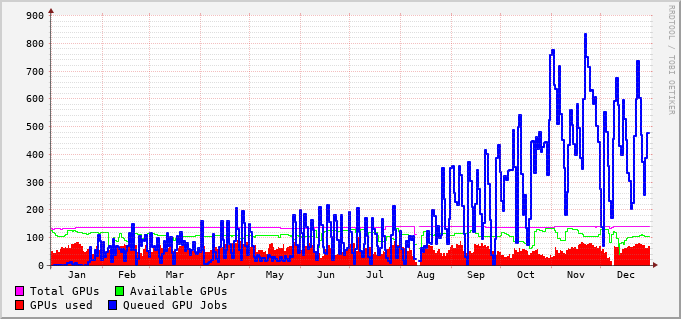 900
800
700
600
500
400
300
200
100
0
Jan Feb Mar Apr May Jun Jul Aug Sep Oct Nov Dec
Total GPUs Available GPUs
GPUs used Queued GPU Jobs
RRDTOOL / TOBI OETIKER